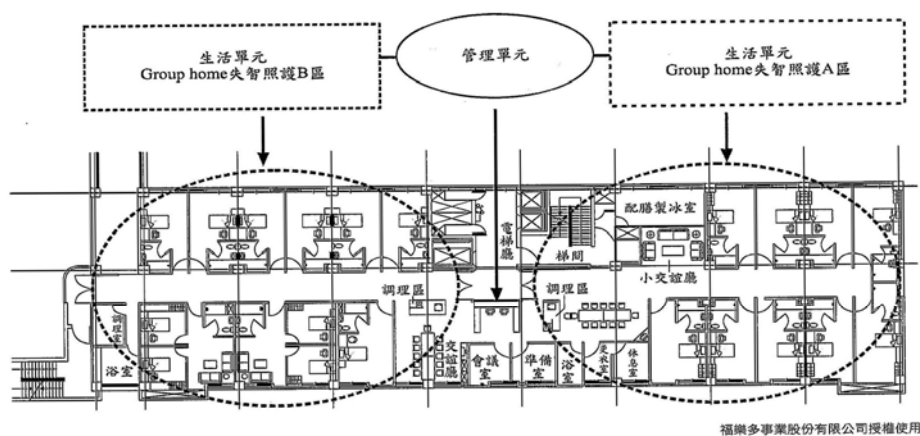 生活單元
Group home失智照護B區
管理單元
生活單元
Group home失智照護A區
配膳製冰室
電梯廳
梯間
小交誼廳
調理區
調理區
調理室
浴室
交誼廳
會議室
準備室
浴室
更衣室
休息室
福樂多事業股份有限公司授權使用